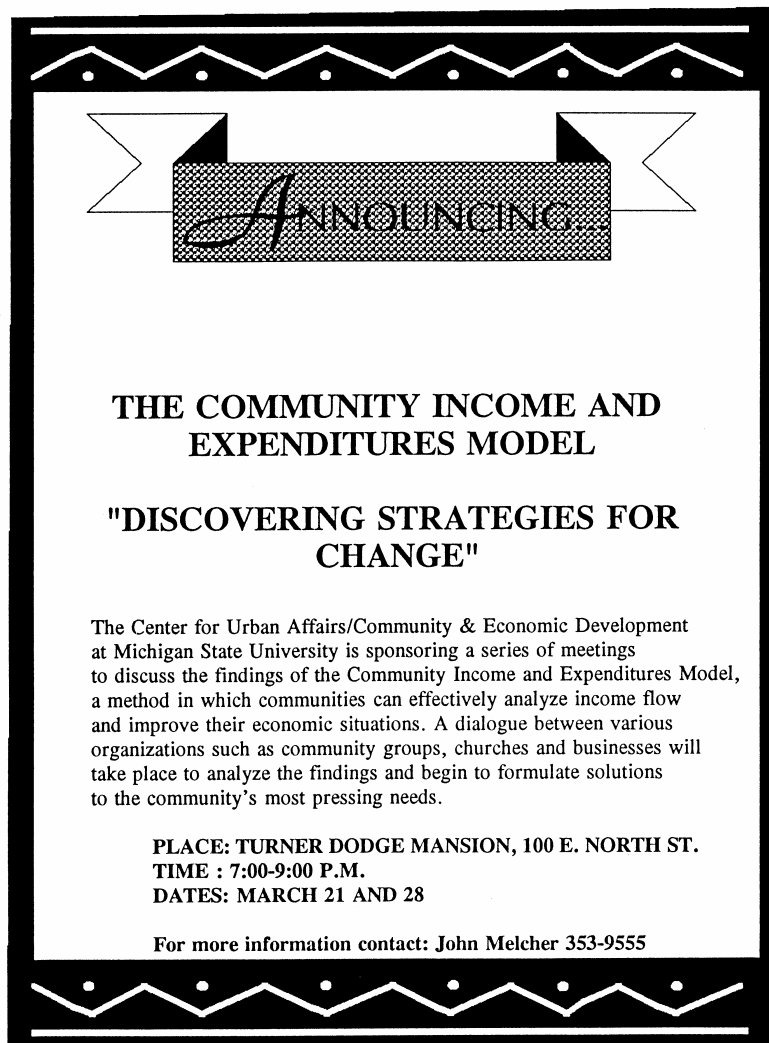 ANNOUNCING...
THE COMMUNITY INCOME AND
EXPENDITURES MODEL
"DISCOVERING STRATEGIES FOR
CHANGE"
The Center for Urban Affairs/Community & Economic Development
at Michigan State University is sponsoring a series of meetings
to discuss the findings of the Community Income and Expenditures Model,
a method in which communities can effectively analyze income flow
and improve their economic situations. A dialogue between various
organizations such as community groups, churches and businesses will
take place to analyze the findings and begin to formulate solutions
to the community's most pressing needs.
PLACE: TURNER DODGE MANSION, 100 E. NORTH ST.
TIME : 7:00-9:00 P.M.
DATES: MARCH 21 AND 28
For more information contact: John Melcher 353-9555